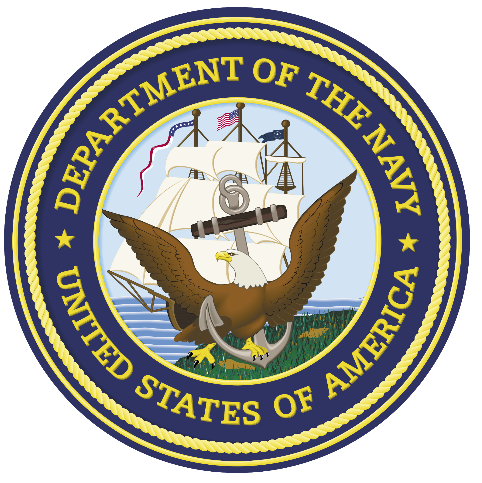 DEPARTMENT OF THE NAVY
UNITED STATES OF AMERICA